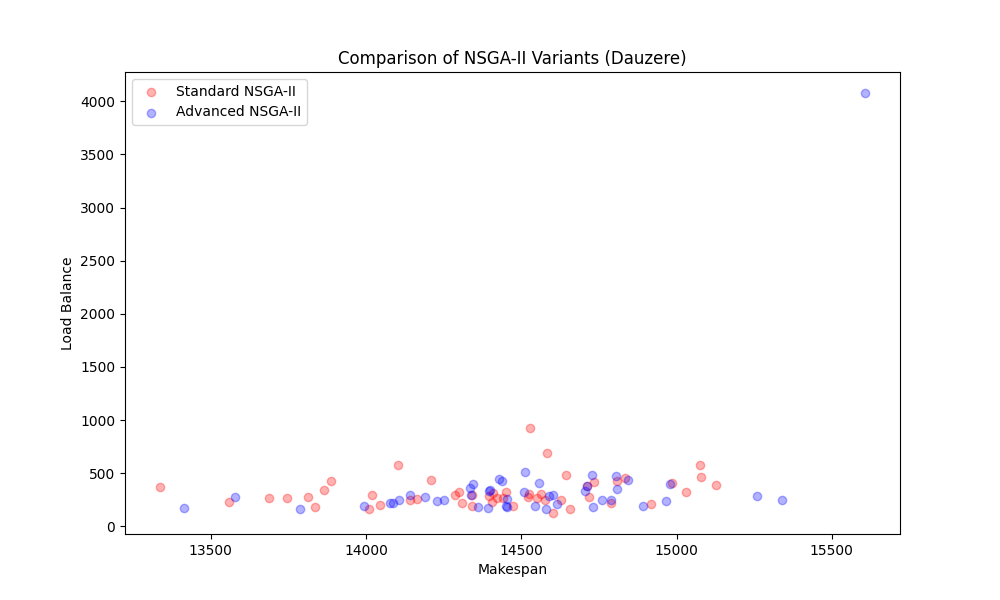 Comparison of NSGA-II Variants (Dauzere)
Standard NSGA-II
Advanced NSGA-II
4000
3500
3000
2500
2000
1500
1000
500
0
Load Balance
13500 14000 14500 15000 15500
Makespan